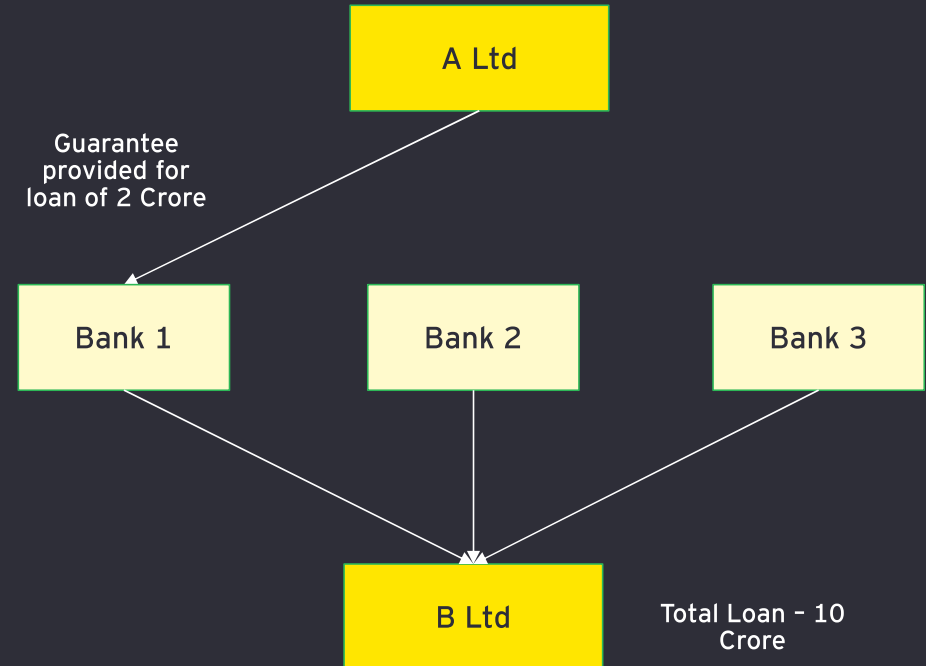 A Ltd
Guarantee
provided for
loan of 2 Crore
Bank 1
Bank 2
Bank 3
B Ltd
Total Loan – 10
Crore